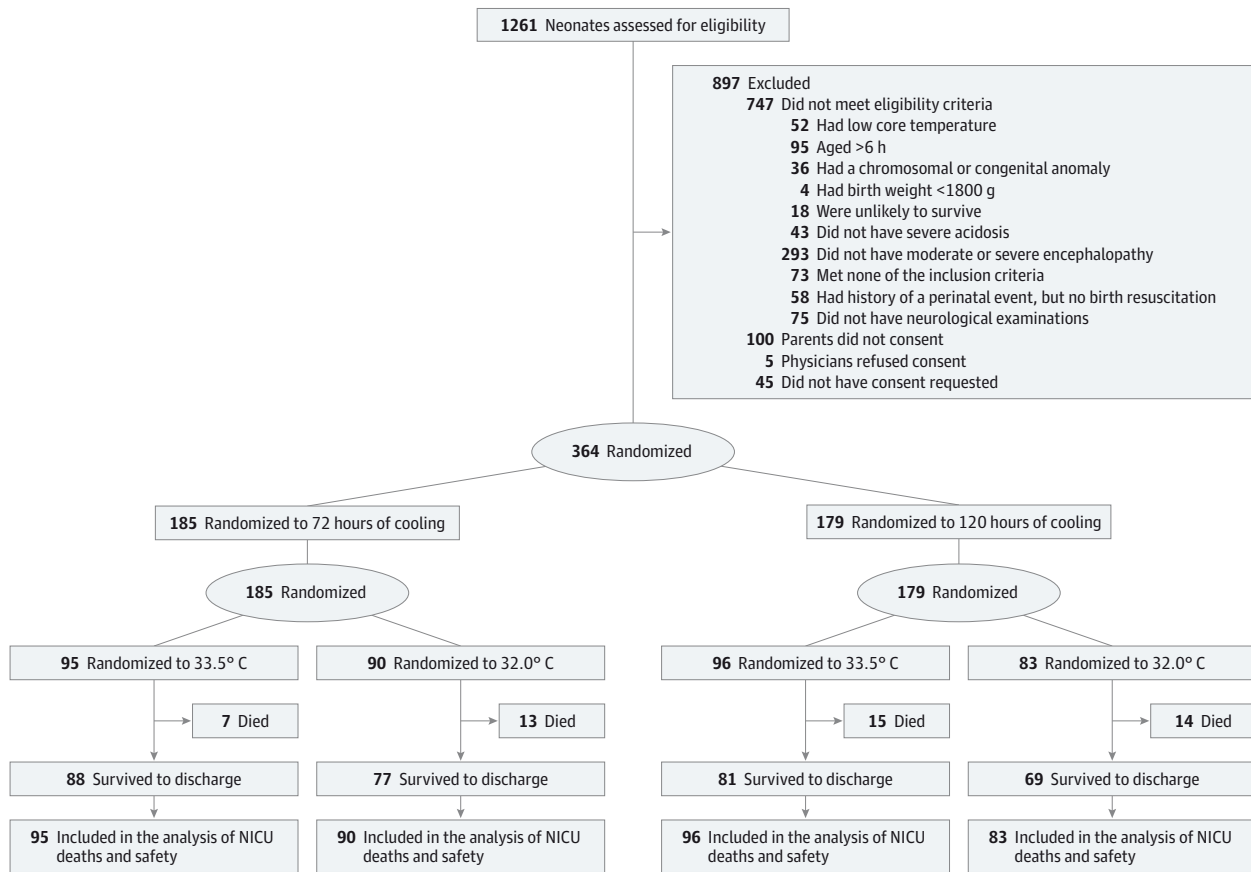 1261 Neonates assessed for eligibility
897 Excluded
747 Did not meet eligibility criteria
52 Had low core temperature
95 Aged >6 h
36 Had a chromosomal or congenital anomaly
4 Had birth weight <1800 g
18 Were unlikely to survive
43 Did not have severe acidosis
293 Did not have moderate or severe encephalopathy
73 Met none of the inclusion criteria
58 Had history of a perinatal event, but no birth resuscitation
75 Did not have neurological examinations
100 Parents did not consent
5 Physicians refused consent
45 Did not have consent requested
364 Randomized
185 Randomized to 72 hours of cooling
179 Randomized to 120 hours of cooling
185 Randomized
179 Randomized
95 Randomized to 33.5° C
90 Randomized to 32.0° C
96 Randomized to 33.5° C
83 Randomized to 32.0° C
7 Died
13 Died
15 Died
14 Died
88 Survived to discharge
77 Survived to discharge
81 Survived to discharge
69 Survived to discharge
95 Included in the analysis of NICU
deaths and safety
90 Included in the analysis of NICU
deaths and safety
96 Included in the analysis of NICU
deaths and safety
83 Included in the analysis of NICU
deaths and safety